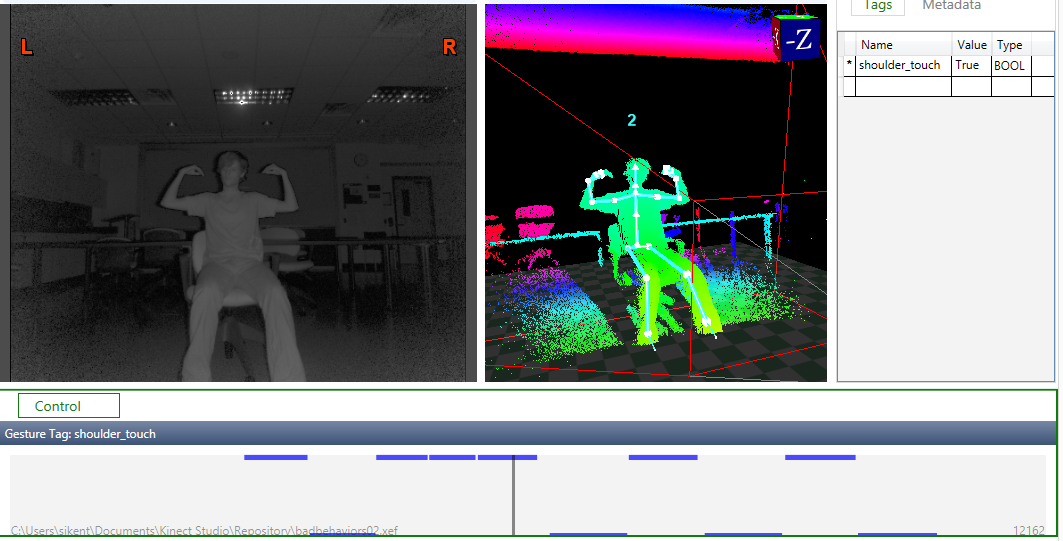 L
R
2
-Z
Tags Metadata
Name Value Type
* shoulder_touch True BOOL
Control
Gesture Tag: shoulder_touch
C:\Users\sikent\Documents\Kinect Studio\Repository\badbehaviors02.xef
12162